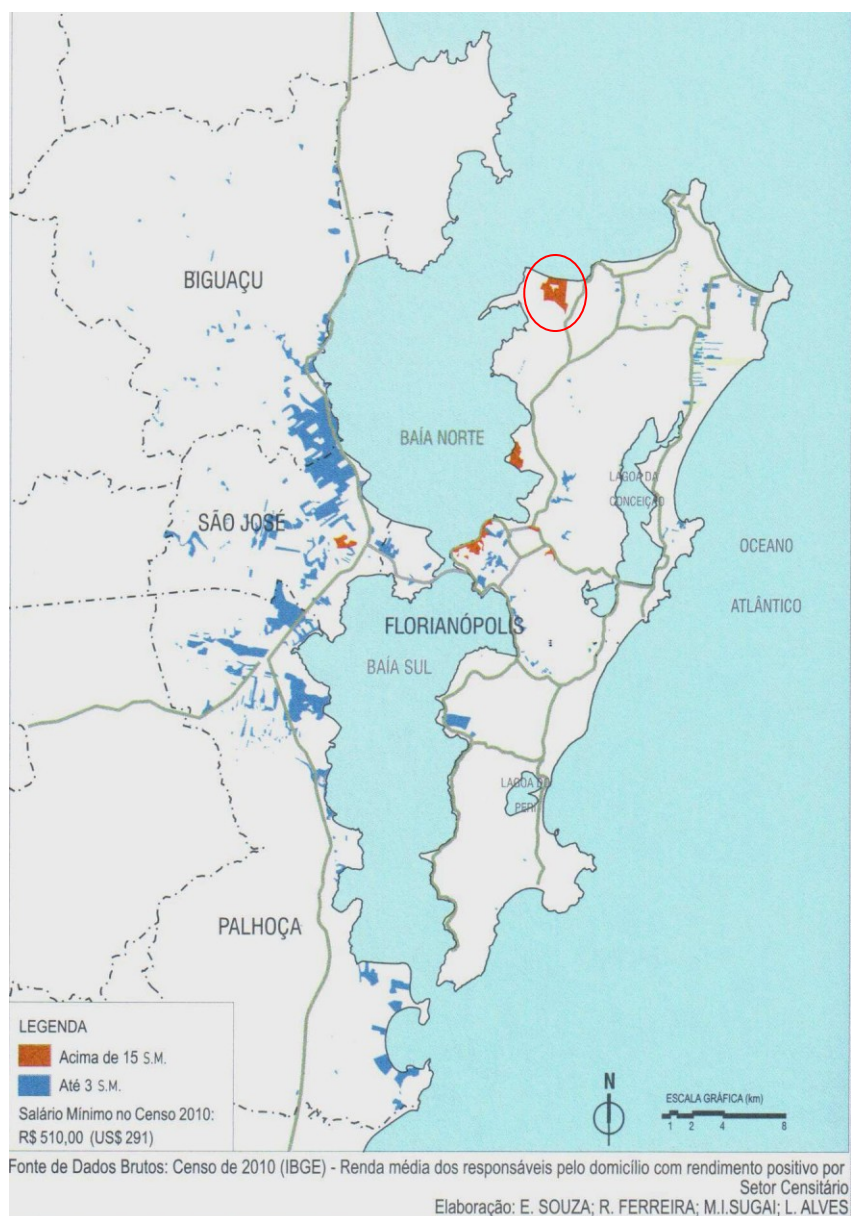 BIGUAÇU
BAÍA NORTE
LAGOA DA
CONCEIÇÃO
SÃO JOSÉ
OCEANO
ATLÂNTICO
FLORIANÓPOLIS
BAÍA SUL
LAGOA DO
PERI
PALHOÇA
LEGENDA
Acima de 15 S.M.
Até 3 S.M.
Salário Mínimo no Censo 2010:
R$ 510,00 (US$ 291)
N
ESCALA GRÁFICA (km)
1 2 4 8
Fonte de Dados Brutos: Censo de 2010 (IBGE) - Renda média dos responsáveis pelo domicílio com rendimento positivo por
Setor Censitário
Elaboração: E. SOUZA; R. FERREIRA; M.I.SUGAI; L. ALVES